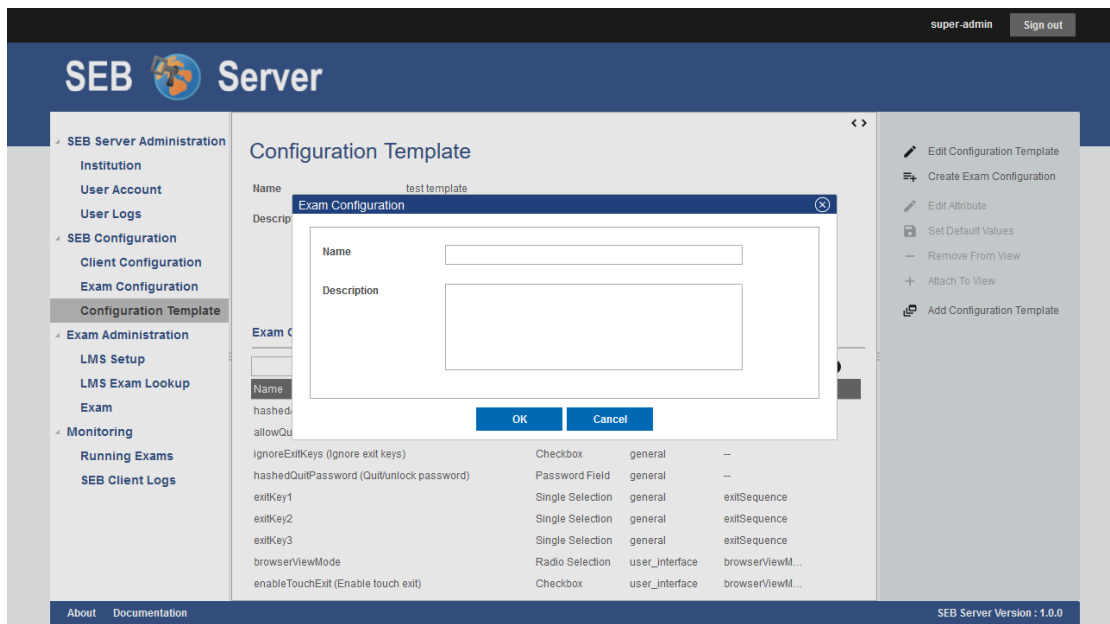 super-admin
Sign out
SEB Server
SEB Server Administration
Institution
User Account
User Logs
SEB Configuration
Client Configuration
Exam Configuration
Configuration Template
Exam Administration
LMS Setup
LMS Exam Lookup
Exam
Monitoring
Running Exams
SEB Client Logs
Configuration Template
Name test template
Descrip
Exam Configuration
Name
Description
OK
Cancel
Exam
Name
hashed
allowQu
ignoreExitKeys (Ignore exit keys) Checkbox general --
hashedQuitPassword (Quit/unlock password) Password Field general --
exitKey1 Single Selection general exitSequence
exitKey2 Single Selection general exitSequence
exitKey3 Single Selection general exitSequence
browserViewMode Radio Selection user_interface browserViewM...
enableTouchExit (Enable touch exit) Checkbox user_interface browserViewM...
Edit Configuration Template
Create Exam Configuration
Edit Attribute
Set Default Values
Remove From View
Attach To View
Add Configuration Template
About Documentation
SEB Server Version : 1.0.0